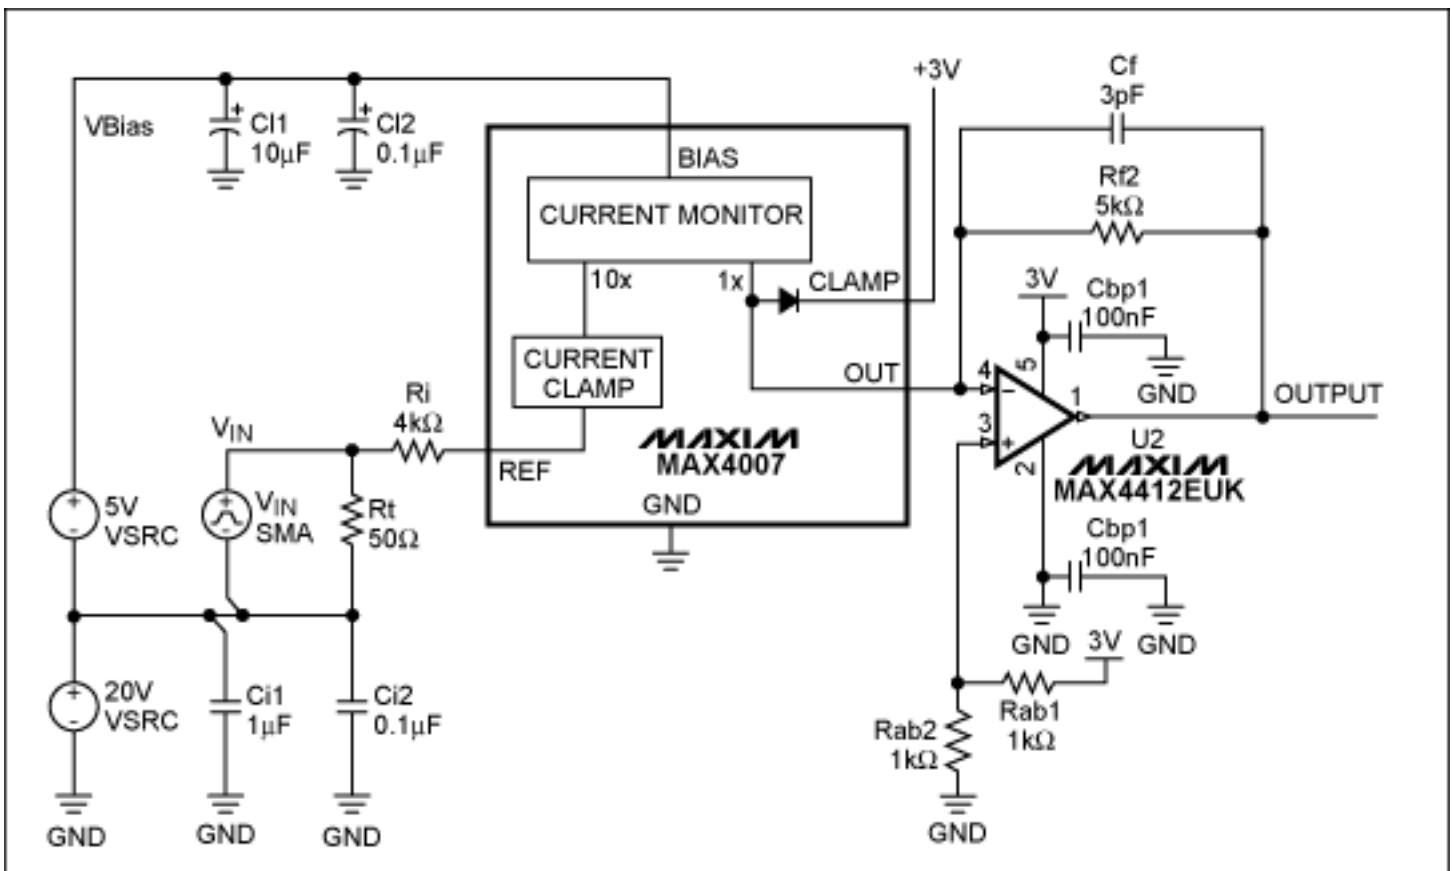 +3V
Cf
3pF
VBias
Cl1
10µF
Cl2
0.1µF
BIAS
Rf2
5kΩ
CURRENT MONITOR
10x
1x
CLAMP
3V
Cbp1
100nF
GND
CURRENT
CLAMP
OUT
4
5
1
OUTPUT
Ri
4kΩ
VIN
REF
MAXIM
MAX4007
GND
3
2
U2
MAXIM
MAX4412EUK
5V
VSRC
VIN
SMA
Rt
50Ω
Cbp1
100nF
GND
GND
3V
20V
VSRC
Ci1
1µF
Ci2
0.1µF
Rab2
1kΩ
Rab1
1kΩ
GND
GND
GND
GND